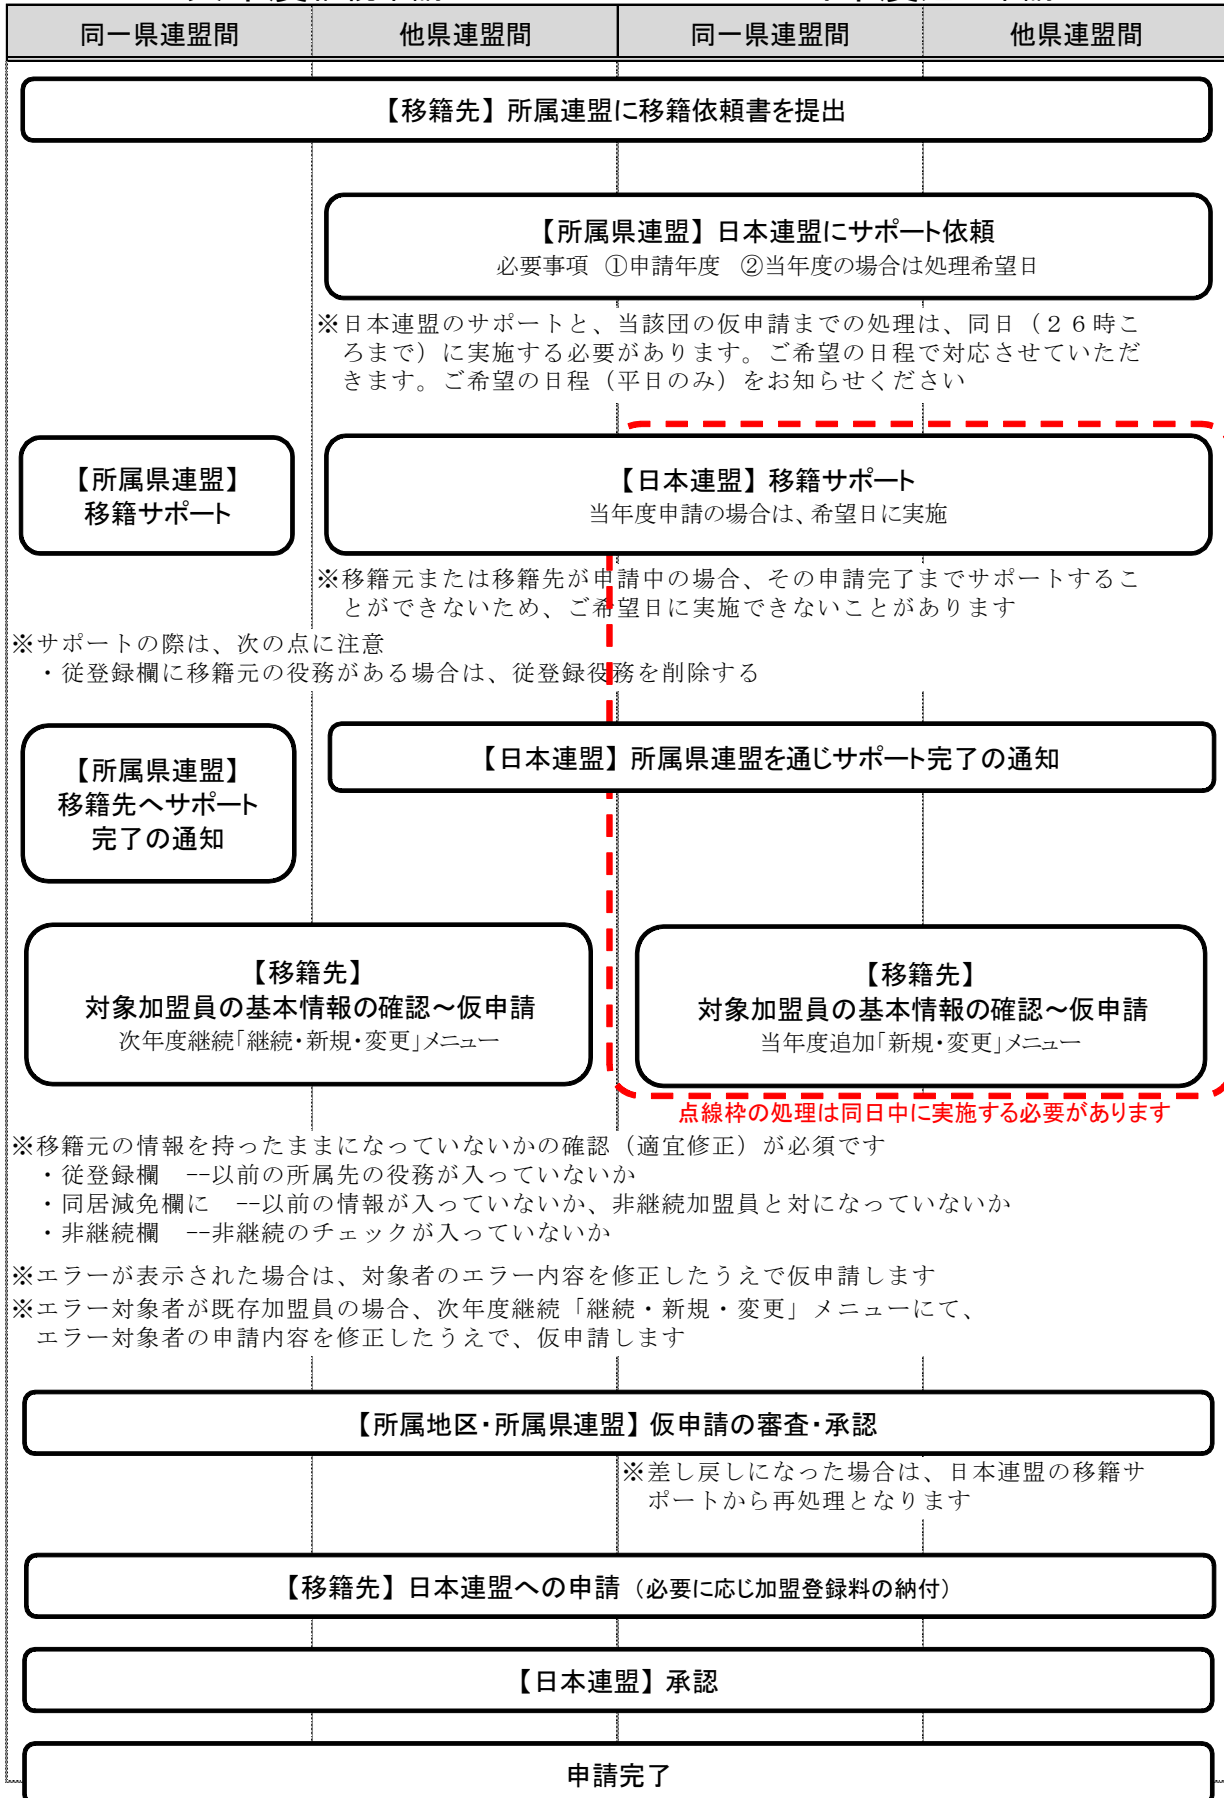 同一県連盟間 他県連盟間 同一県連盟間 他県連盟間
【移籍先】所属連盟に移籍依頼書を提出
【所属県連盟】日本連盟にサポート依頼
必要事項 ①申請年度 ②当年度の場合は処理希望日
※日本連盟のサポートと、当該団の仮申請までの処理は、同日（２６時こ
ろまで）に実施する必要があります。ご希望の日程で対応させていただ
きます。ご希望の日程（平日のみ）をお知らせください
【所属県連盟】
移籍サポート
【日本連盟】移籍サポート
当年度申請の場合は、希望日に実施
※移籍元または移籍先が申請中の場合、その申請完了までサポートするこ
とができないため、ご希望日に実施できないことがあります
※サポートの際は、次の点に注意
・従登録欄に移籍元の役務がある場合は、従登録役務を削除する
【所属県連盟】
移籍先へサポート
完了の通知
【日本連盟】所属県連盟を通じサポート完了の通知
【移籍先】
対象加盟員の基本情報の確認～仮申請
次年度継続「継続・新規・変更」メニュー
【移籍先】
対象加盟員の基本情報の確認～仮申請
当年度追加「新規・変更」メニュー
点線枠の処理は同日中に実施する必要があります
※移籍元の情報を持ったままになっていないかの確認（適宜修正）が必須です
・従登録欄 --以前の所属先の役務が入っていないか
・同居減免欄に --以前の情報が入っていないか、非継続加盟員と対になっていないか
・非継続欄 --非継続のチェックが入っていないか
※エラーが表示された場合は、対象者のエラー内容を修正したうえで仮申請します
※エラー対象者が既存加盟員の場合、次年度継続「継続・新規・変更」メニューにて、
エラー対象者の申請内容を修正したうえで、仮申請します
【所属地区・所属県連盟】仮申請の審査・承認
※差し戻しになった場合は、日本連盟の移籍サ
ポートから再処理となります
【移籍先】日本連盟への申請（必要に応じ加盟登録料の納付）
【日本連盟】承認
申請完了